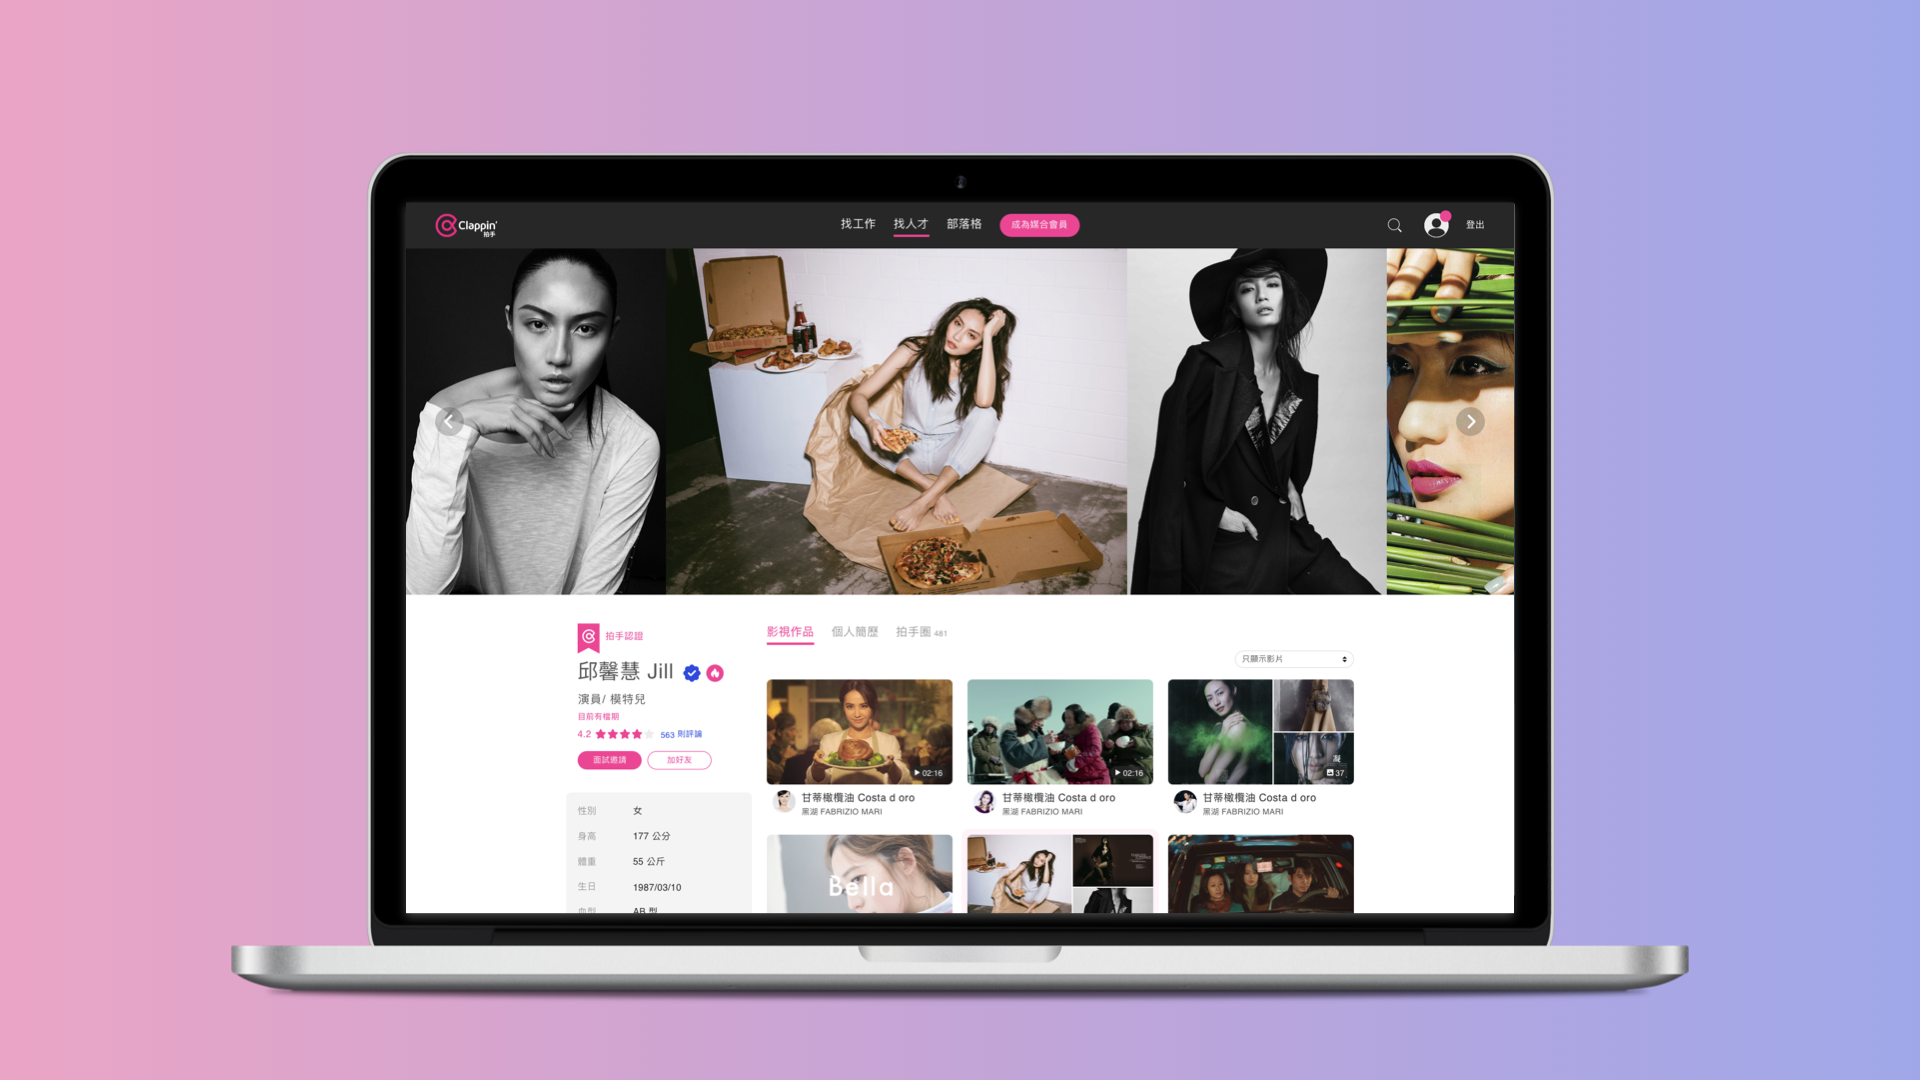 Clappin'
拍手
找工作
找人才
部落格
成為媒合會員
登出
拍手認證
邱馨慧 Jill
演員/ 模特兒
目前有檔期
4.2
563 則評論
面試邀請
加好友
性別 女
身高 177 公分
體重 55 公斤
生日 1987/03/10
血型 AB 型
影視作品
個人簡歷
拍手圈 481
只顯示影片
02:16
甘蒂橄欖油 Costa d oro
黑湖 FABRIZIO MARI
02:16
甘蒂橄欖油 Costa d oro
黑湖 FABRIZIO MARI
凝
37
甘蒂橄欖油 Costa d oro
黑湖 FABRIZIO MARI
Bella